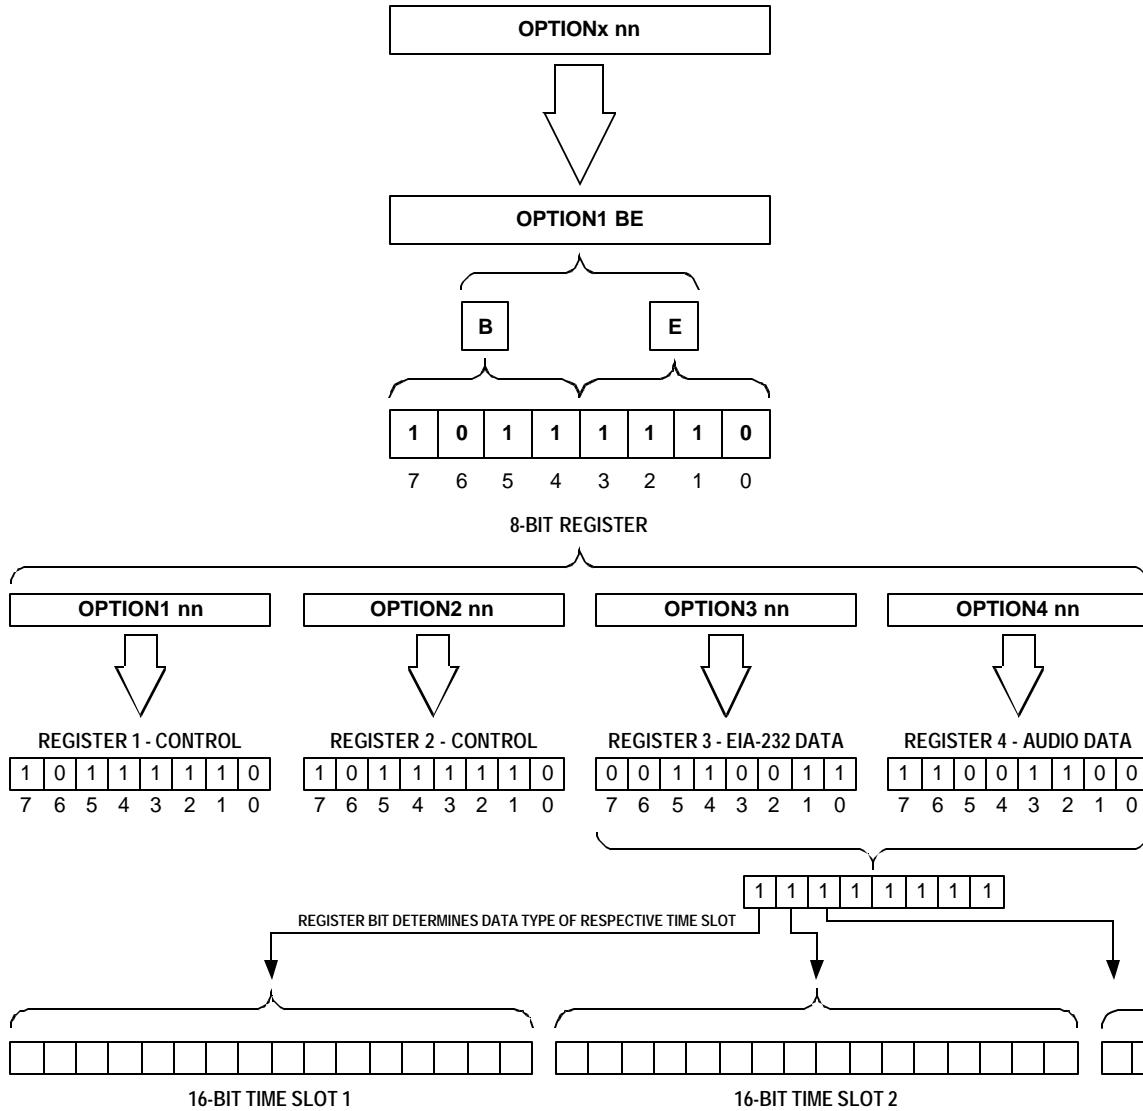 OPTIONx nn
OPTION1 BE
B E
1 0 1 1 1 1 1 0
7 6 5 4 3 2 1 0
8-BIT REGISTER
OPTION1 nn OPTION2 nn OPTION3 nn OPTION4 nn
REGISTER 1 - CONTROL REGISTER 2 - CONTROL REGISTER 3 - EIA-232 DATA REGISTER 4 - AUDIO DATA
1 0 1 1 1 1 1 0 1 0 1 1 1 1 1 0 0 0 1 1 0 0 1 1 1 1 0 0 1 1 0 0
7 6 5 4 3 2 1 0 7 6 5 4 3 2 1 0 7 6 5 4 3 2 1 0 7 6 5 4 3 2 1 0
1 1 1 1 1 1 1 1
REGISTER BIT DETERMINES DATA TYPE OF RESPECTIVE TIME SLOT
16-BIT TIME SLOT 1 16-BIT TIME SLOT 2